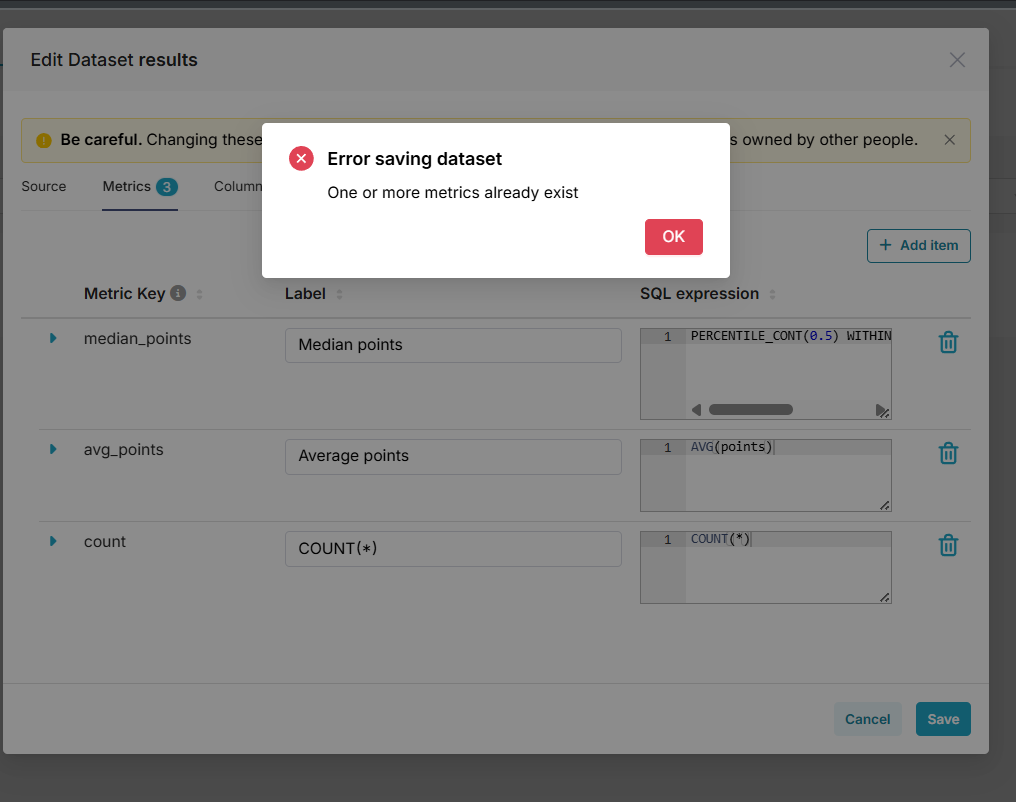 Edit Dataset results
Be careful. Changing these
s owned by other people.
Error saving dataset
One or more metrics already exist
OK
Source
Metrics 3
Column
+ Add item
Metric Key
Label
SQL expression
median_points
Median points
1 PERCENTILE_CONT(0.5) WITHIN
avg_points
Average points
1 AVG(points)
count
COUNT(*)
1 COUNT(*)
Cancel
Save